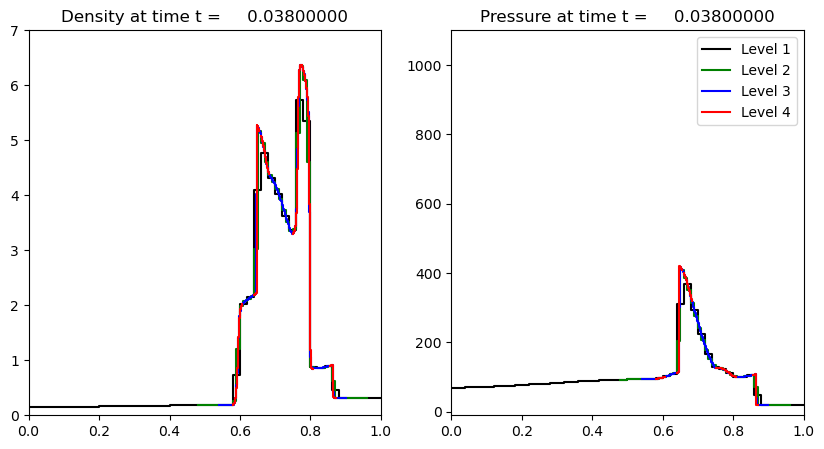 Density at time t = 0.03800000
7
6
5
4
3
2
1
0
0.0 0.2 0.4 0.6 0.8 1.0
Pressure at time t = 0.03800000
1000
800
600
400
200
0
0.0 0.2 0.4 0.6 0.8 1.0
Level 1
Level 2
Level 3
Level 4